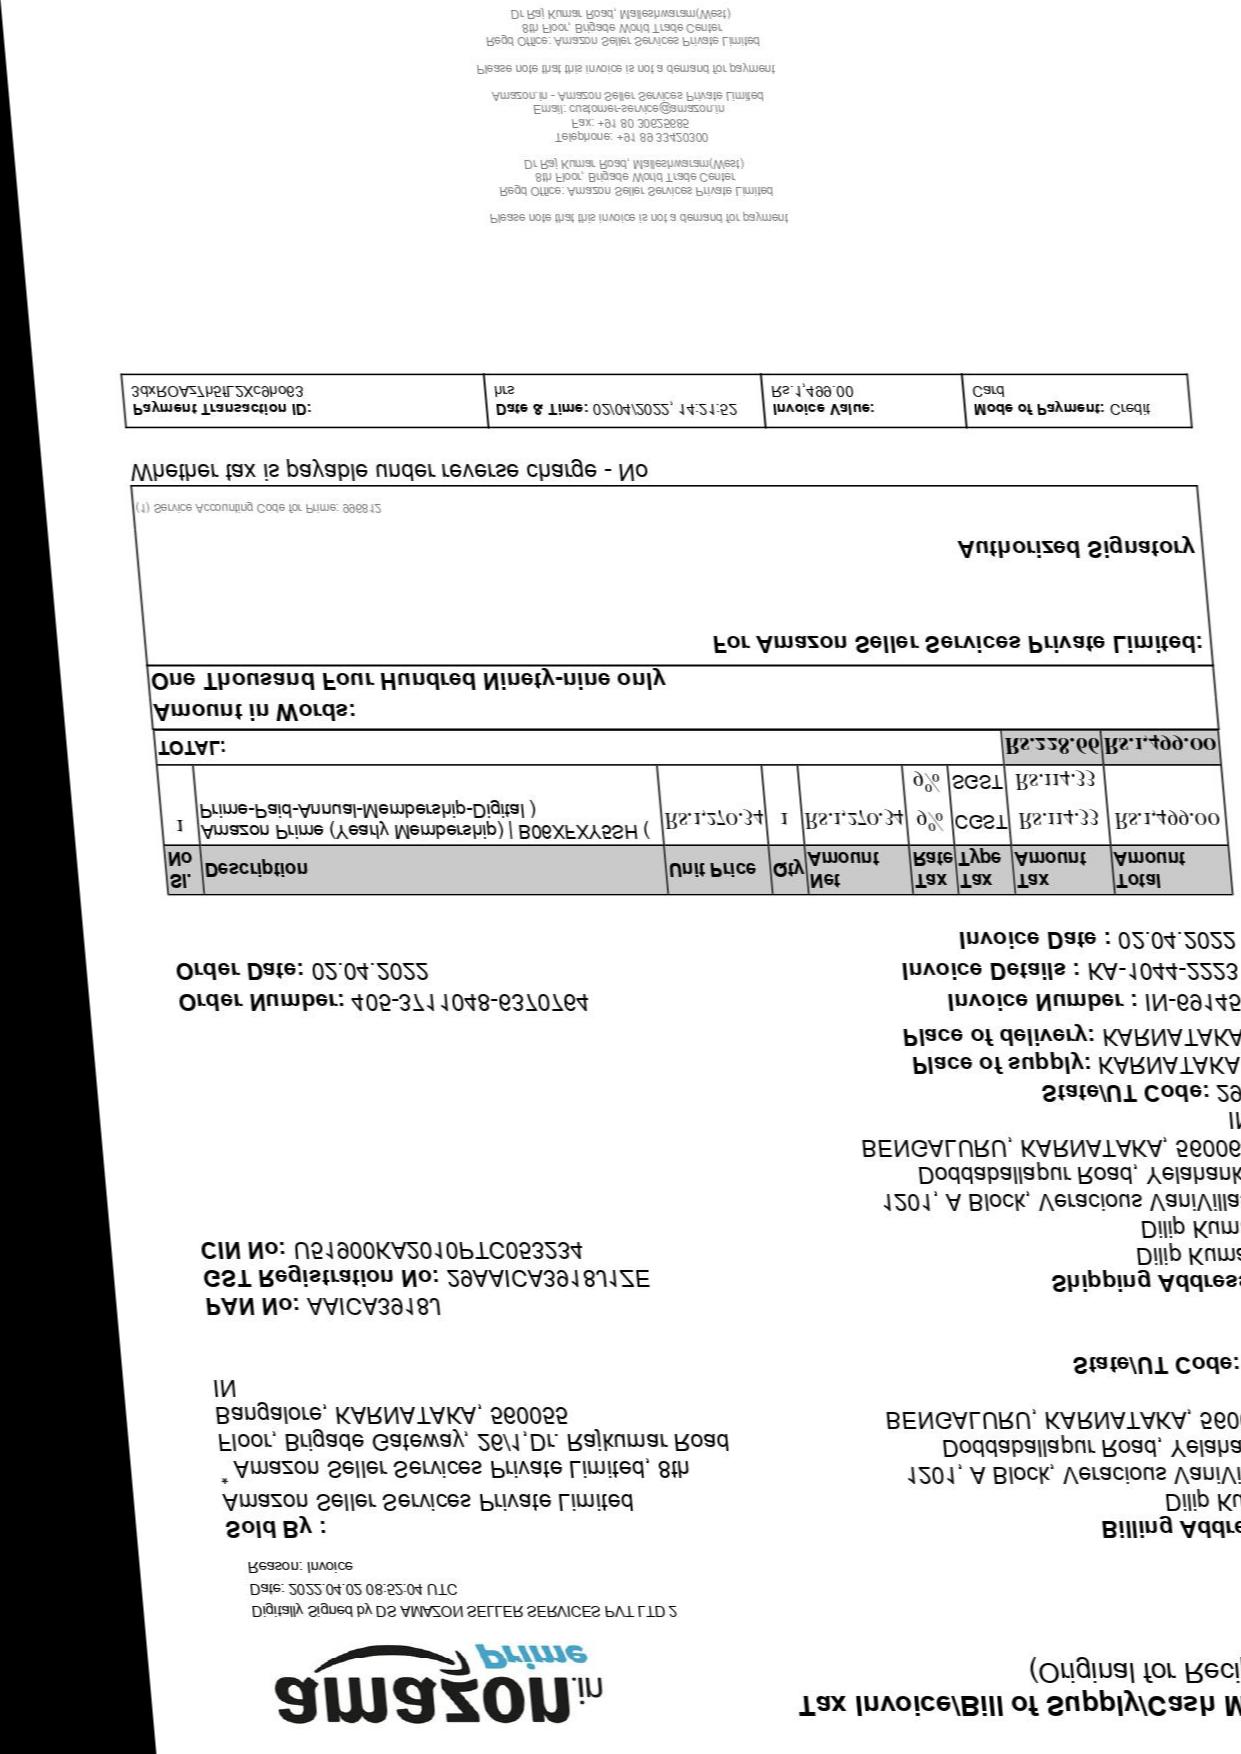 amazon.in
Prime
Tax Invoice/Bill of Supply/Cash M
(Original for Reci
Digitally Signed by DS AMAZON SELLER SERVICES PVT LTD 2
Date: 2022.04.02 08:52:04 UTC
Reason: Invoice
Sold By :
Amazon Seller Services Private Limited
* Amazon Seller Services Private Limited, 8th
Floor, Brigade Gateway, 26/1,Dr. Rajkumar Road
Bangalore, KARNATAKA, 560055
IN
Billing Addre
Dilip Ku
1201, A Block, Veracious VaniVi
Doddaballapur Road, Yelaha
BENGALURU, KARNATAKA, 560
State/UT Code:
PAN No: AAICA3918J
GST Registration No: 29AAICA3918J1ZE
CIN No: U51900KA2010PTC053234
Shipping Address
Dilip Kuma
Dilip Kum
1201, A Block, Veracious VaniVilla
Doddaballapur Road, Yelahank
BENGALURU, KARNATAKA, 56006
IN
State/UT Code: 29
Place of supply: KARNATAKA
Place of delivery: KARNATAKA
Order Number: 405-3711048-6370764
Order Date: 02.04.2022
Invoice Number : IN-69145
Invoice Details : KA-1044-2223
Invoice Date : 02.04.2022
Sl. No Description Unit Price Qty Net Amount Tax Rate Tax Type Tax Amount Total Amount
1 Amazon Prime (Yearly Membership) | B06XFXY5SH ( Rs.1,270.34 1 Rs.1,270.34 9% CGST Rs.114.33 Rs.1,499.00
Prime-Paid-Annual-Membership-Digital ) 9% SGST Rs.114.33
TOTAL: Rs.228.66 Rs.1,499.00
Amount in Words:
One Thousand Four Hundred Ninety-nine only
For Amazon Seller Services Private Limited:
Authorized Signatory
(1) Service Accounting Code for Prime: 996812
Whether tax is payable under reverse charge - No
Payment Transaction ID:
3dxROAz7h5fL2Xc9ho63
Date & Time: 02/04/2022, 14:21:52
hrs
Invoice Value:
Rs.1,499.00
Mode of Payment: Credit
Card
Please note that this invoice is not a demand for payment
Regd Office: Amazon Seller Services Private Limited
8th Floor, Brigade World Trade Center
Dr Raj Kumar Road, Malleshwaram(West)
Telephone: +91 89 33420300
Fax: +91 80 30625685
Email: customer-service@amazon.in
Amazon.in - Amazon Seller Services Private Limited
Please note that this invoice is not a demand for payment
Regd Office: Amazon Seller Services Private Limited
8th Floor, Brigade World Trade Center
Dr Raj Kumar Road, Malleshwaram(West)